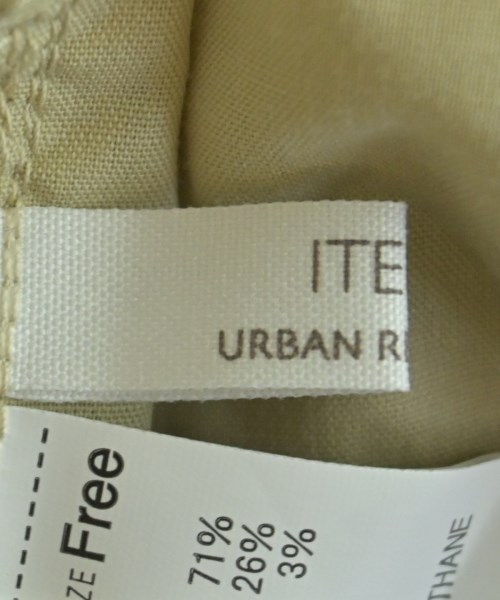 ITE
URBAN R
ZE Free
71%
26%
3%
THANE